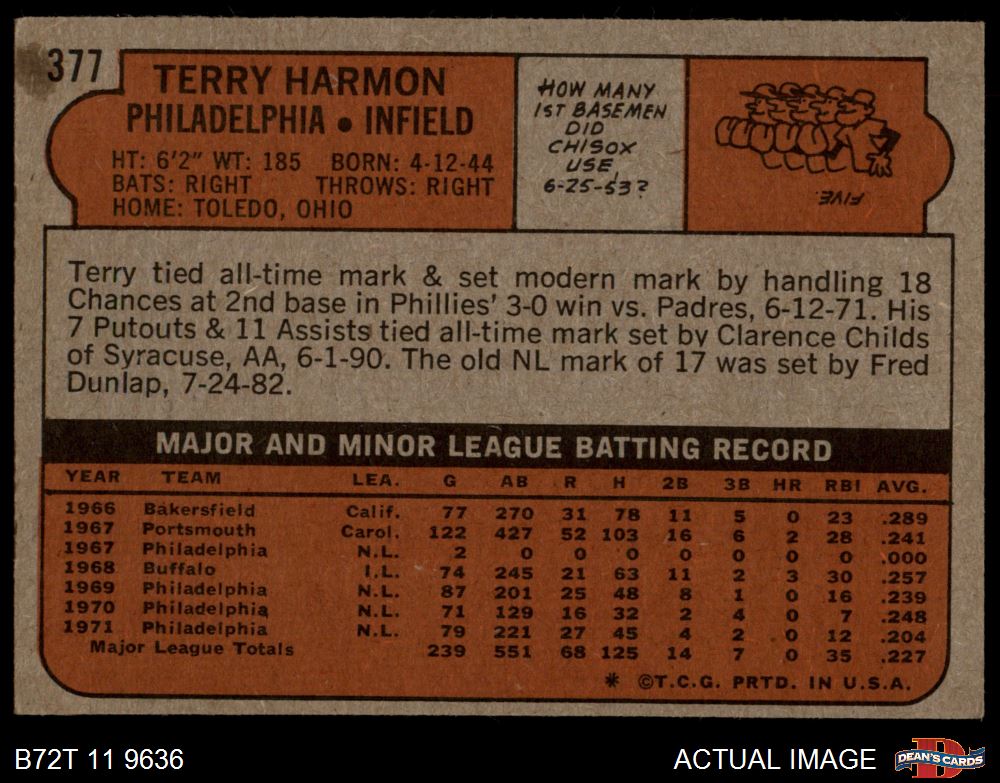 377
TERRY HARMON
PHILADELPHIA • INFIELD
HT: 6'2" WT: 185 BORN: 4-12-44
BATS: RIGHT THROWS: RIGHT
HOME: TOLEDO, OHIO
HOW MANY
1ST BASEMEN
DID
CHISOX
USE,
6-25-53?
FIVE
Terry tied all-time mark & set modern mark by handling 18
Chances at 2nd base in Phillies' 3-0 win vs. Padres, 6-12-71. His
7 Putouts & 11 Assists tied all-time mark set by Clarence Childs
of Syracuse, AA, 6-1-90. The old NL mark of 17 was set by Fred
Dunlap, 7-24-82.
MAJOR AND MINOR LEAGUE BATTING RECORD
YEAR TEAM LEA. G AB R H 2B 3B HR RBI AVG.
1966 Bakersfield Calif. 77 270 31 78 11 5 0 23 .289
1967 Portsmouth Carol. 122 427 52 103 16 6 2 28 .241
1967 Philadelphia N.L. 2 0 0 0 0 0 0 0 .000
1968 Buffalo I.L. 74 245 21 63 11 2 3 30 .257
1969 Philadelphia N.L. 87 201 25 48 8 1 0 16 .239
1970 Philadelphia N.L. 71 129 16 32 2 4 0 7 .248
1971 Philadelphia N.L. 79 221 27 45 4 2 0 12 .204
Major League Totals 239 551 68 125 14 7 0 35 .227
* ©T.C.G. PRTD. IN U.S.A.
B72T 11 9636
ACTUAL IMAGE
DEAN'S CARDS